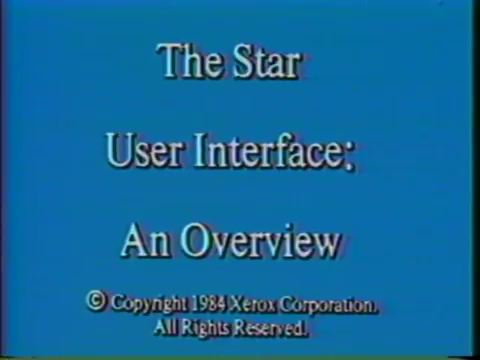 The Star
User Interface:
An Overview
© Copyright 1984 Xerox Corporation.
All Rights Reserved.